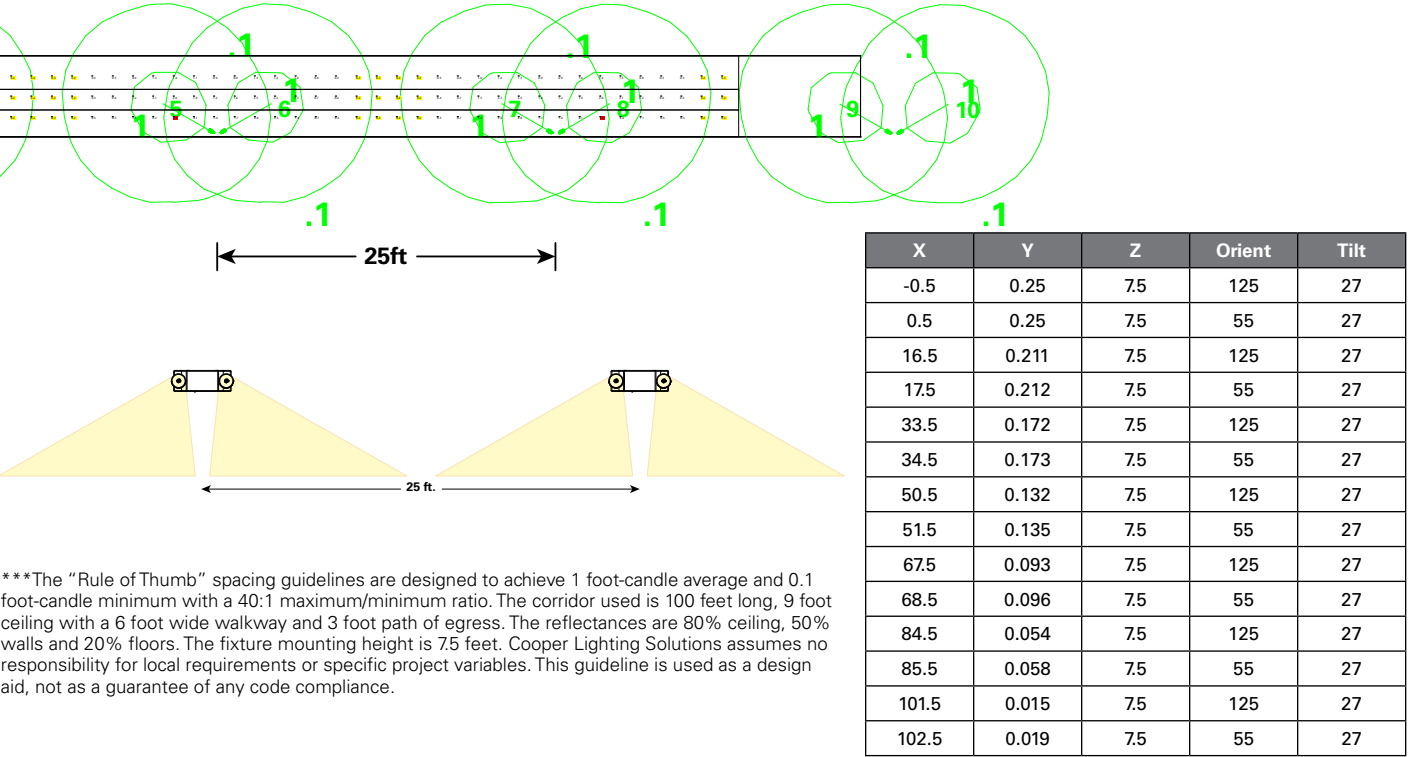 .1 .1 .1
1 1 1
5 6 7 8 9 10
1 1 1
.1 .1 .1
25ft
25 ft.
***The “Rule of Thumb” spacing guidelines are designed to achieve 1 foot-candle average and 0.1
foot-candle minimum with a 40:1 maximum/minimum ratio. The corridor used is 100 feet long, 9 foot
ceiling with a 6 foot wide walkway and 3 foot path of egress. The reflectances are 80% ceiling, 50%
walls and 20% floors. The fixture mounting height is 7.5 feet. Cooper Lighting Solutions assumes no
responsibility for local requirements or specific project variables. This guideline is used as a design
aid, not as a guarantee of any code compliance.
X Y Z Orient Tilt
-0.5 0.25 7.5 125 27
0.5 0.25 7.5 55 27
16.5 0.211 7.5 125 27
17.5 0.212 7.5 55 27
33.5 0.172 7.5 125 27
34.5 0.173 7.5 55 27
50.5 0.132 7.5 125 27
51.5 0.135 7.5 55 27
67.5 0.093 7.5 125 27
68.5 0.096 7.5 55 27
84.5 0.054 7.5 125 27
85.5 0.058 7.5 55 27
101.5 0.015 7.5 125 27
102.5 0.019 7.5 55 27